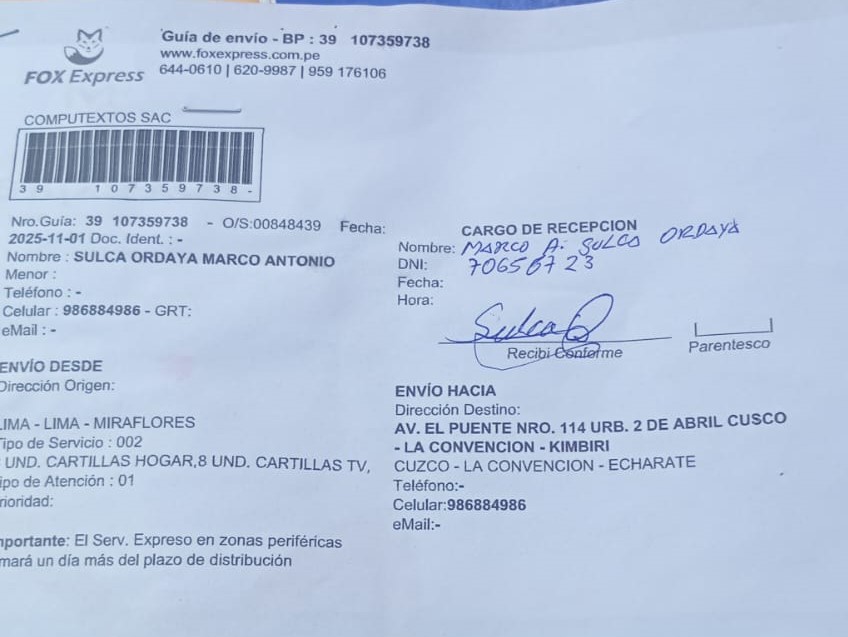 Guía de envío - BP : 39 107359738
www.foxexpress.com.pe
644-0610 | 620-9987 | 959 176106
FOX Express
COMPUTEXTOS SAC
39 107359738-
Nro.Guía: 39 107359738 - O/S:00848439 Fecha:
2025-11-01 Doc. Ident. : -
Nombre : SULCA ORDAYA MARCO ANTONIO
Menor :
Teléfono : -
Celular : 986884986 - GRT:
eMail : -
CARGO DE RECEPCION
Nombre: MARCO A. SULCA ORDAYA
DNI: 70656723
Fecha:
Hora:
Sulca
Recibi Conforme
Parentesco
ENVÍO DESDE
Dirección Origen:
LIMA - LIMA - MIRAFLORES
Tipo de Servicio : 002
UND. CARTILLAS HOGAR,8 UND. CARTILLAS TV,
ipo de Atención : 01
rioridad:
mportante: El Serv. Expreso en zonas periféricas
mará un día más del plazo de distribución
ENVÍO HACIA
Dirección Destino:
AV. EL PUENTE NRO. 114 URB. 2 DE ABRIL CUSCO
- LA CONVENCION - KIMBIRI
CUZCO - LA CONVENCION - ECHARATE
Teléfono:-
Celular:986884986
eMail:-